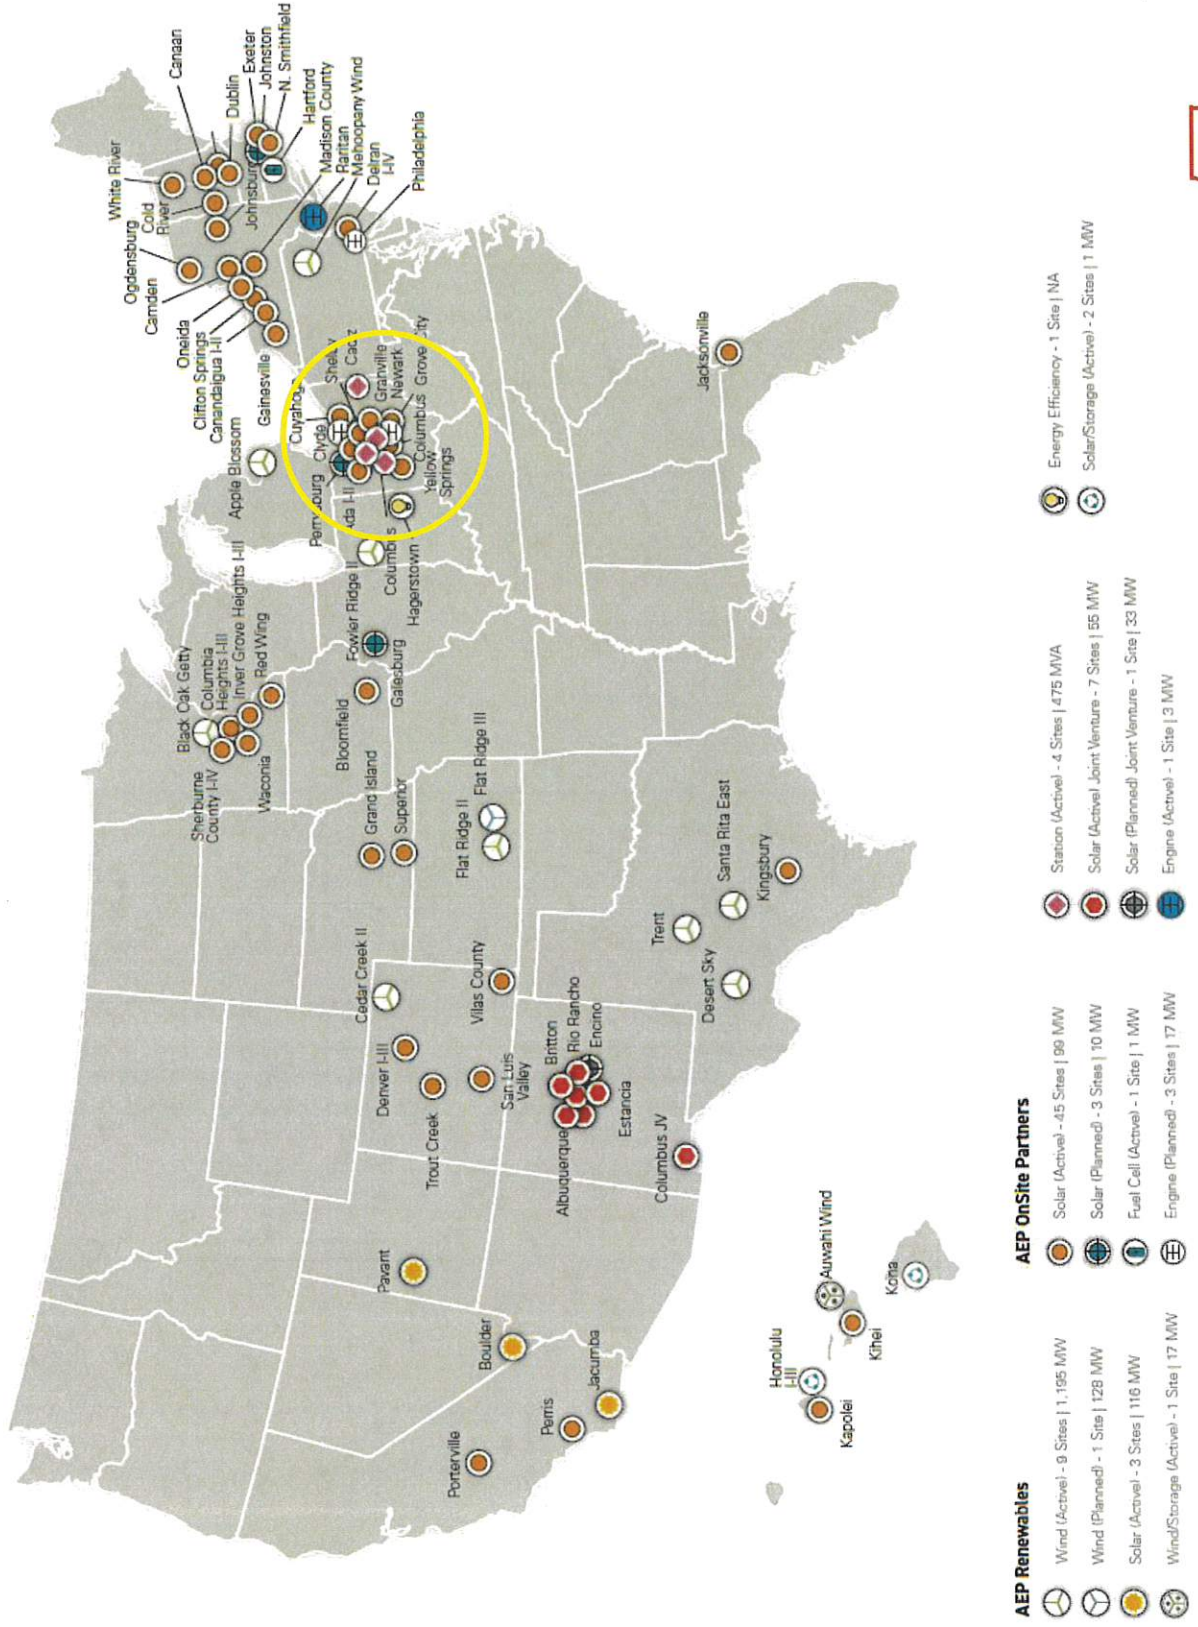 White River
Canaan
Cold
River
Ogdensburg
Camden
Dublin
Exeter
Johnston
N. Smithfield
Johnsburg
Hartford
Madison County
Raritan
Mehoopany Wind
Delran
I-IV
Philadelphia
Oneida
Clifton Springs
Canandaigua I-II
Gainesville
Apple Blossom
Cuyahoga
Clyde
Perrysburg
Ada I-II
Shelby
Cadiz
Granville
Newark
Grove City
Columbus
Yellow
Springs
Columbus
Hagerstown
Fowler Ridge II
Galesburg
Bloomfield
Black Oak Getty
Columbia
Heights I-III
Inver Grove Heights I-III
Red Wing
Sherburne
County I-IV
Waconia
Grand Island
Superior
Flat Ridge II
Flat Ridge III
Jacksonville
Santa Rita East
Kingsbury
Trent
Desert Sky
Cedar Creek II
Vilas County
Denver I-III
Trout Creek
San Luis
Valley
Britton
Rio Rancho
Encino
Estancia
Albuquerque
Columbus JV
Pavant
Boulder
Jacumba
Perris
Porterville
Auwahi Wind
Kona
Kihei
Honolulu
I-III
Kapolei
AEP Renewables
Wind (Active) - 9 Sites | 1,195 MW
Wind (Planned) - 1 Site | 128 MW
Solar (Active) - 3 Sites | 116 MW
Wind/Storage (Active) - 1 Site | 17 MW
AEP OnSite Partners
Solar (Active) - 45 Sites | 99 MW
Solar (Planned) - 3 Sites | 10 MW
Fuel Cell (Active) - 1 Site | 1 MW
Engine (Planned) - 3 Sites | 17 MW
Station (Active) - 4 Sites | 475 MVA
Solar (Active) Joint Venture - 7 Sites | 55 MW
Solar (Planned) Joint Venture - 1 Site | 33 MW
Engine (Active) - 1 Site | 3 MW
Energy Efficiency - 1 Site | NA
Solar/Storage (Active) - 2 Sites | 1 MW